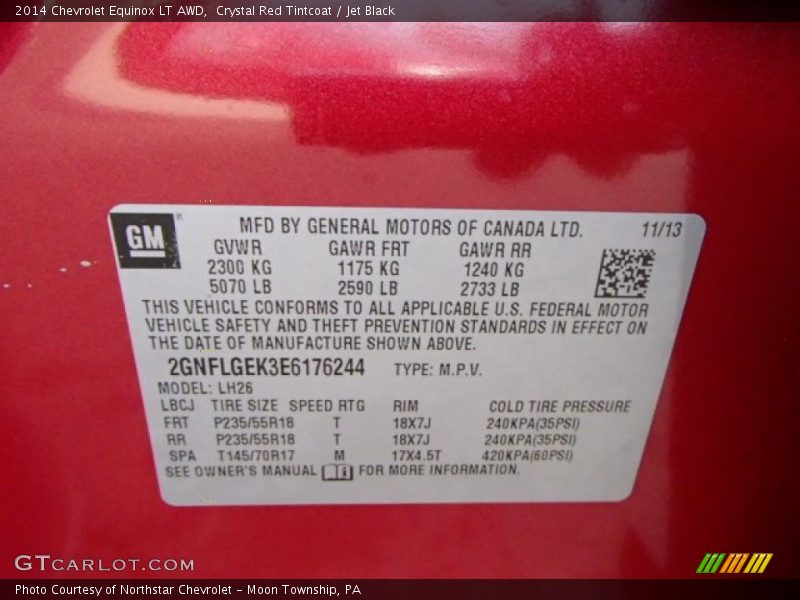 2014 Chevrolet Equinox LT AWD, Crystal Red Tintcoat / Jet Black
GM
MFD BY GENERAL MOTORS OF CANADA LTD. 11/13
GVWR GAWR FRT GAWR RR
2300 KG 1175 KG 1240 KG
5070 LB 2590 LB 2733 LB
THIS VEHICLE CONFORMS TO ALL APPLICABLE U.S. FEDERAL MOTOR
VEHICLE SAFETY AND THEFT PREVENTION STANDARDS IN EFFECT ON
THE DATE OF MANUFACTURE SHOWN ABOVE.
2GNFLGEK3E6176244 TYPE: M.P.V.
MODEL: LH26
LBCJ TIRE SIZE SPEED RTG RIM COLD TIRE PRESSURE
FRT P235/55R18 T 18X7J 240KPA(35PSI)
RR P235/55R18 T 18X7J 240KPA(35PSI)
SPA T145/70R17 M 17X4.5T 420KPA(60PSI)
SEE OWNER'S MANUAL FOR MORE INFORMATION.
GTCARLOT.COM
Photo Courtesy of Northstar Chevrolet - Moon Township, PA